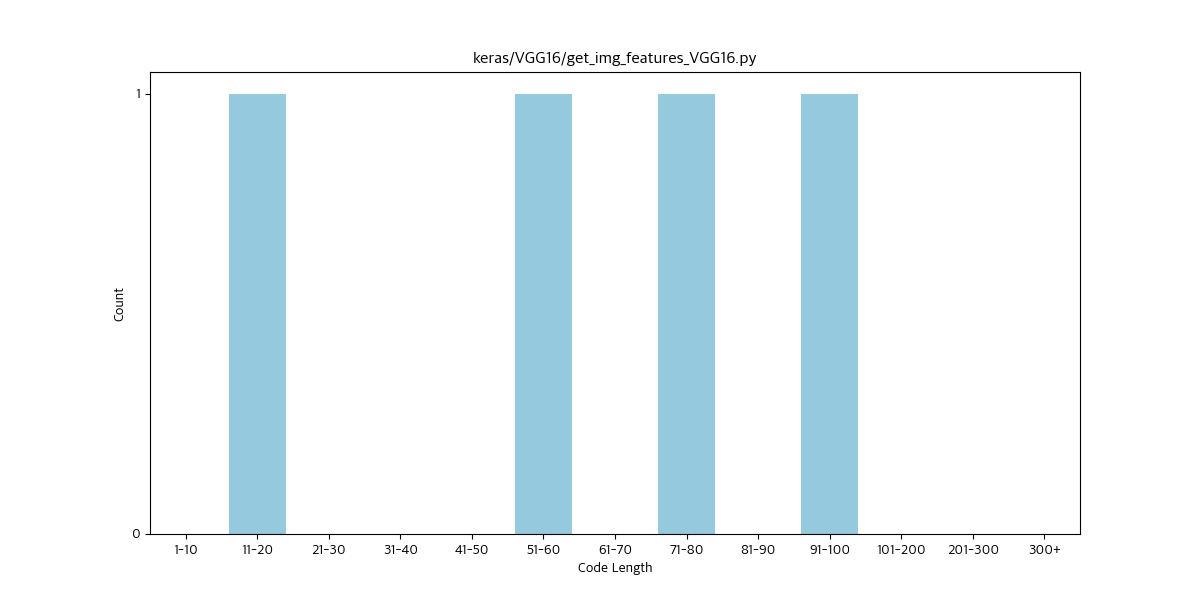 keras/VGG16/get_img_features_VGG16.py
1
0
Count
1-10 11-20 21-30 31-40 41-50 51-60 61-70 71-80 81-90 91-100 101-200 201-300 300+
Code Length